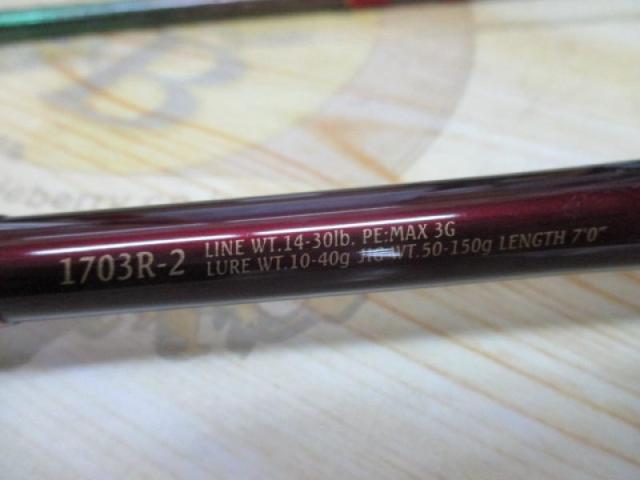 B
ieberry
1703R-2
LINE WT.14-30lb. PE:MAX 3G
LURE WT.10-40g JIG WT.50-150g LENGTH 7'0"